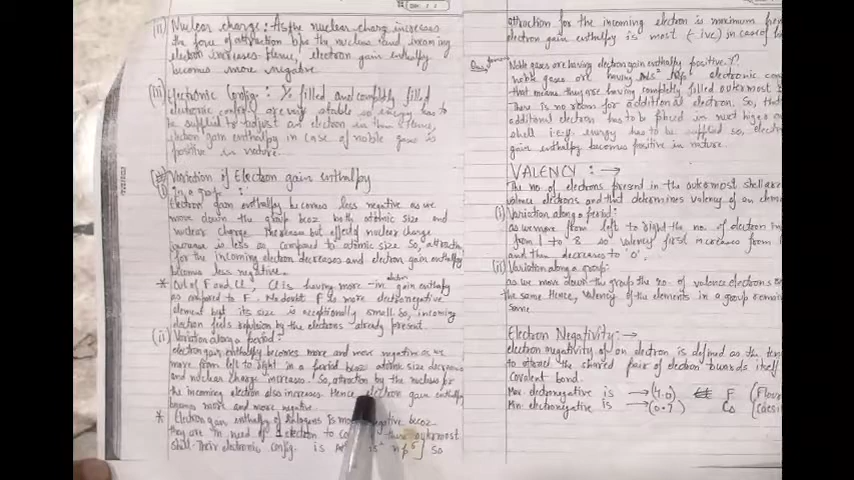 (ii) Nuclear charge: As the nuclear charge increases
the force of attraction b/w the nucleus and incoming
electron increases. Hence, electron gain enthalpy
becomes more negative
(iii) Electronic Config: ½ filled and completly filled
electronic config. are very stable so energy has to
be supplied to adjust an electron in them. Hence,
electron gain enthalpy in case of noble gases is
positive in nature.
Variation if Electron gain enthalpy
(i) In a group:
Electron gain enthalpy becomes less negative as we
move down the group becoz both atomic size and
nuclear charge increases but effect of nuclear charge
increase is less as compared to atomic size. So, attraction
for the incoming electron decreases and electron gain enthalpy
becomes less negative.
* Out of F and Cl, Cl is having more -ive electron gain enthalpy
as compared to F. No doubt F is more electronegative
element but its size is exceptionally small. So, incoming
electron feels repulsion by the electrons already present.
(ii) Variation along a period:
electron gain enthalpy becomes more and more negative as we
move from left to right in a period becoz atomic size decreases
and nuclear charge increases. So, attraction by the nucleus for
the incoming electron also increases. Hence electron gain enthalpy
becomes more and more negative
* Electron gain enthalpy of halogens is most negative becoz
they are in need of 1 electron to outermost
shell. Their electronic config. is np⁵ so
attraction for the incoming electron is maximum
electron gain enthalpy is most (-ive) in case of
Ques. Noble gases are having electron gain enthalpy positive?
noble gases are having ns² np⁶ electronic
that means they are having completely filled outermost
There is no room for additional electron. So,
additional electron has to be placed in next higher
shell i.e. energy has to be supplied so,
gain enthalpy becomes positive in nature.
VALENCY: →
The no. of electrons present in the outermost shell are
valence electrons and that determines valency of an
(i) Variation along a period:
as we move from left to right the no. of electron
from 1 to 8 so valency first increases from
and then decreases to '0'.
(ii) Variation along a group:
as we move down the group the no. of valence electrons
the same. Hence, valency of the elements in a group
same.
Electron Negativity: →
electron negativity of an electron is defined as the
to attract the shared pair of electron towards itself
Covalent bond.
Max electronegative is → (4.0) F
Min. electronegative is → (0.7) Cs